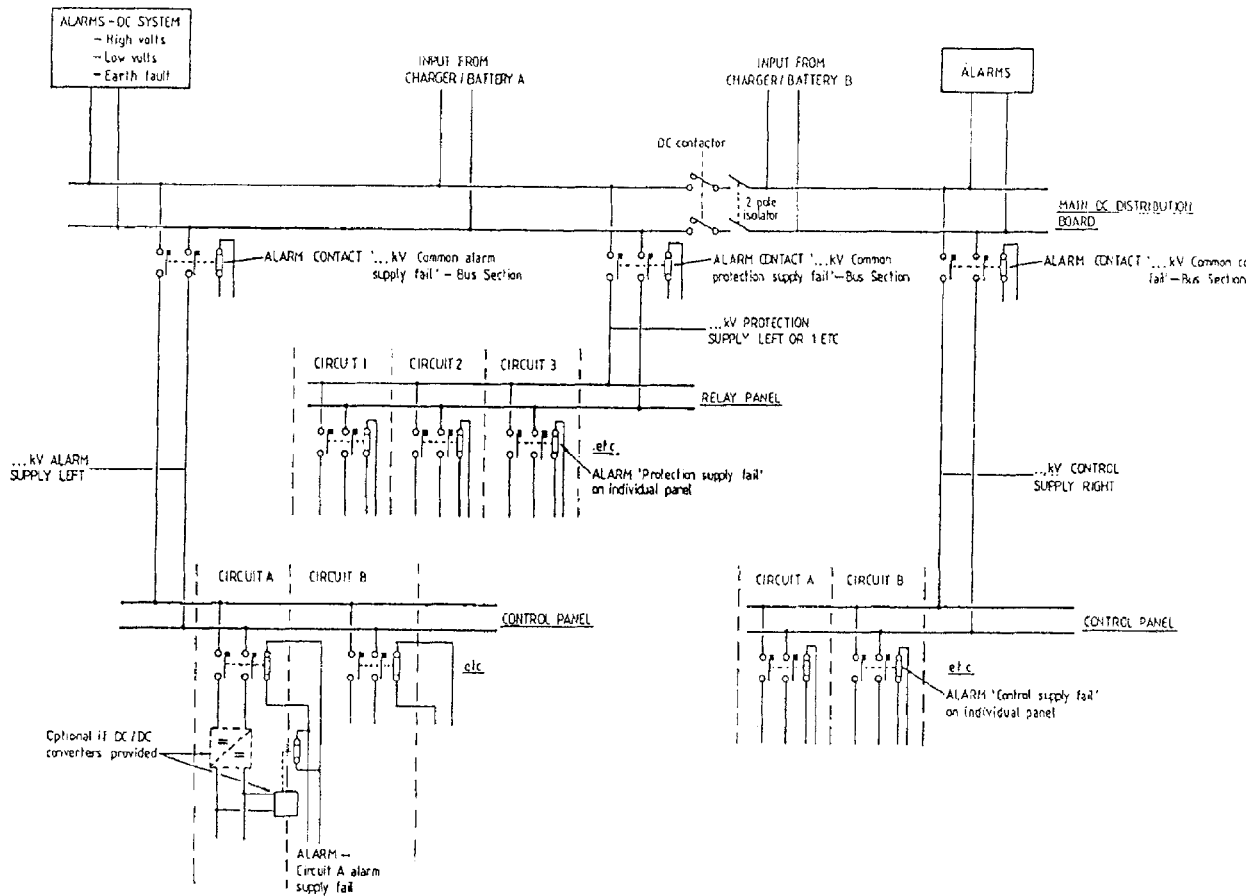 ALARMS - DC SYSTEM
- High volts
- Low volts
- Earth fault
INPUT FROM
CHARGER / BATTERY A
INPUT FROM
CHARGER / BATTERY B
ALARMS
DC contactor
2 pole
isolator
MAIN DC DISTRIBUTION
BOARD
ALARM CONTACT '...kV Common alarm
supply fail' - Bus Section
ALARM CONTACT '...kV Common
protection supply fail' - Bus Section
ALARM CONTACT '...kV Common co
fail' - Bus Section
...kV PROTECTION
SUPPLY LEFT OR 1 ETC
CIRCUIT 1
CIRCUIT 2
CIRCUIT 3
RELAY PANEL
etc.
ALARM 'Protection supply fail'
on individual panel
...kV ALARM
SUPPLY LEFT
...kV CONTROL
SUPPLY RIGHT
CIRCUIT A
CIRCUIT B
CONTROL PANEL
etc
CIRCUIT A
CIRCUIT B
CONTROL PANEL
etc.
ALARM 'Control supply fail'
on individual panel
Optional if DC/DC
converters provided
ALARM -
Circuit A alarm
supply fail